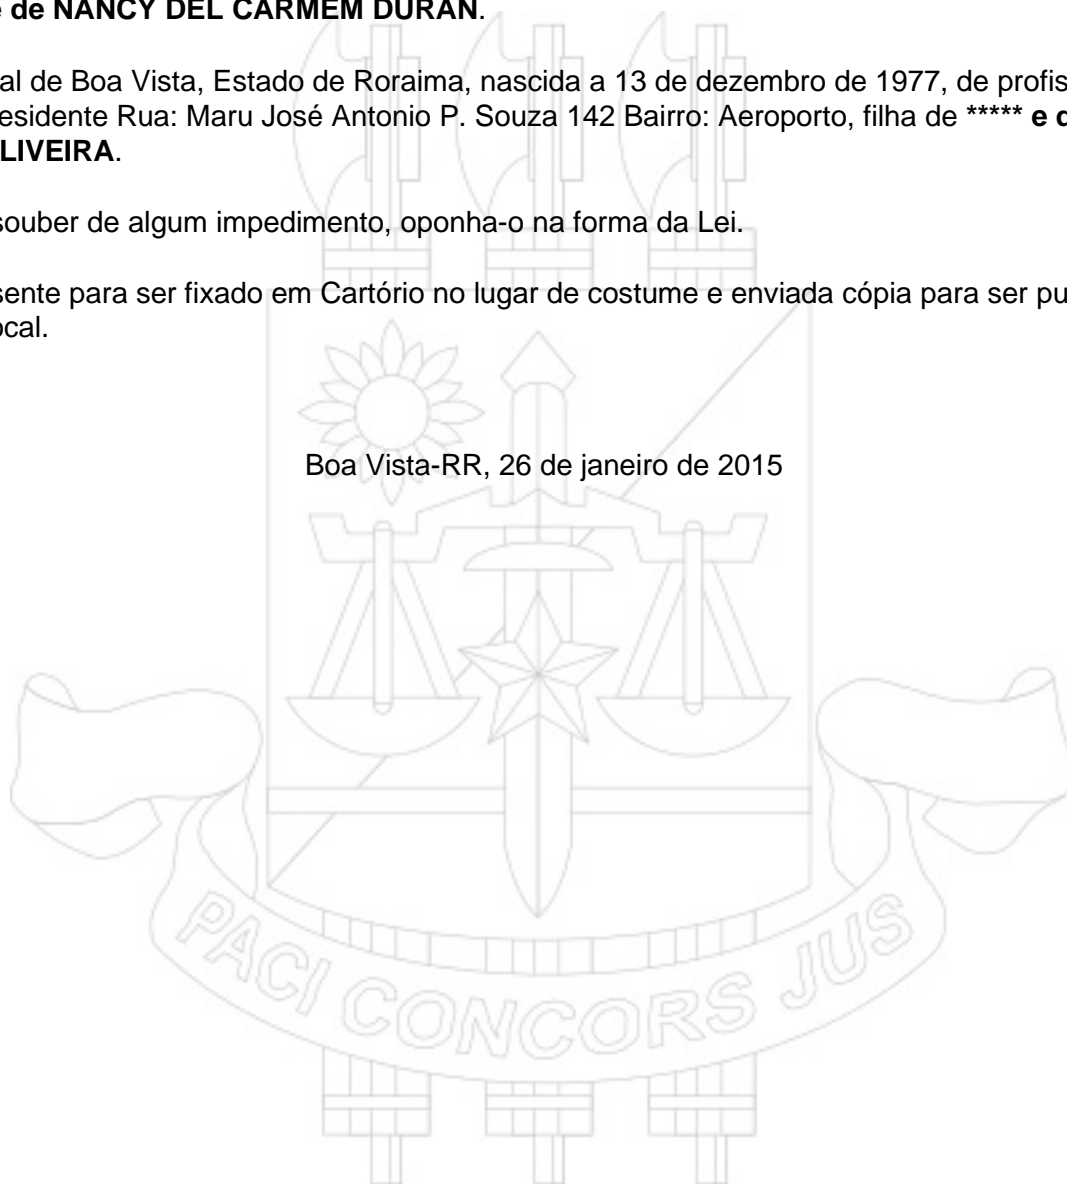 e de NANCY DEL CARMEM DURAN.
al de Boa Vista, Estado de Roraima, nascida a 13 de dezembro de 1977, de profis
esidente Rua: Maru José Antonio P. Souza 142 Bairro: Aeroporto, filha de ***** e d
LIVEIRA.
souber de algum impedimento, oponha-o na forma da Lei.
sente para ser fixado em Cartório no lugar de costume e enviada cópia para ser pu
ocal.
Boa Vista-RR, 26 de janeiro de 2015
PACI CONCORS JUS